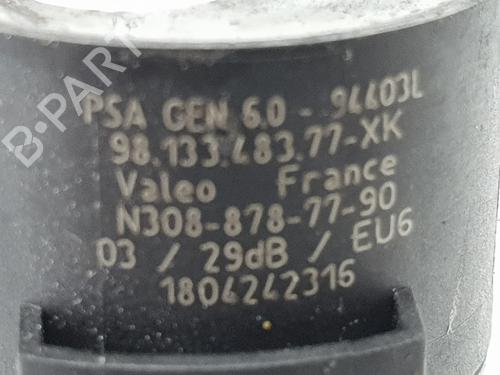 PSA GEN 6.0 - 94403L
98.133.483.77-XK
Valeo France
N308-878-77-90
03 / 29dB / EU6
1804242316
B-PARTS